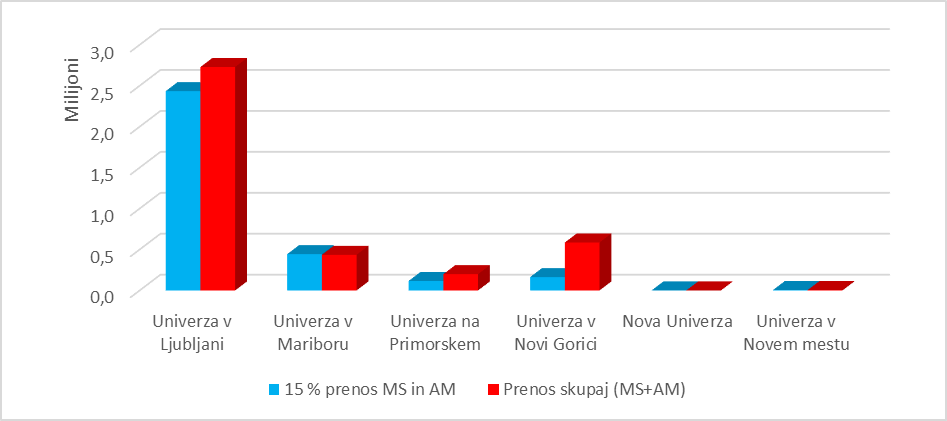 Milijoni
3,0
2,5
2,0
1,5
1,0
0,5
0,0
Univerza v
Ljubljani
Univerza v
Mariboru
Univerza na
Primorskem
Univerza v
Novi Gorici
Nova Univerza
Univerza v
Novem mestu
15 % prenos MS in AM
Prenos skupaj (MS+AM)